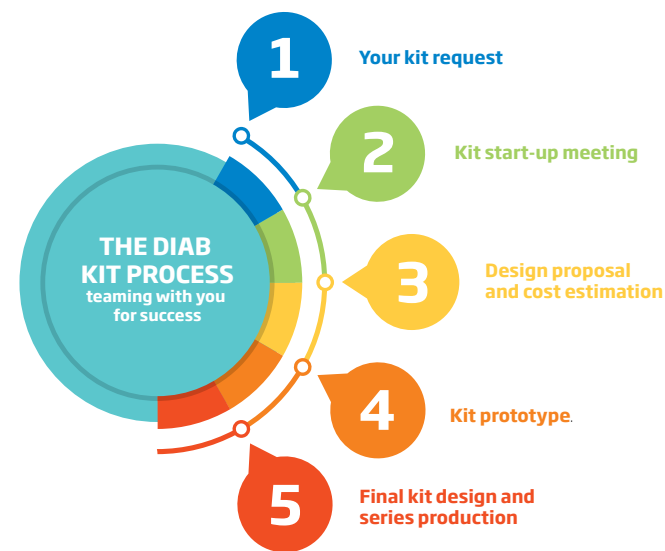 1
Your kit request
2
Kit start-up meeting
THE DIAB
KIT PROCESS
teaming with you
for success
3
Design proposal
and cost estimation
4
Kit prototype.
5
Final kit design and
series production